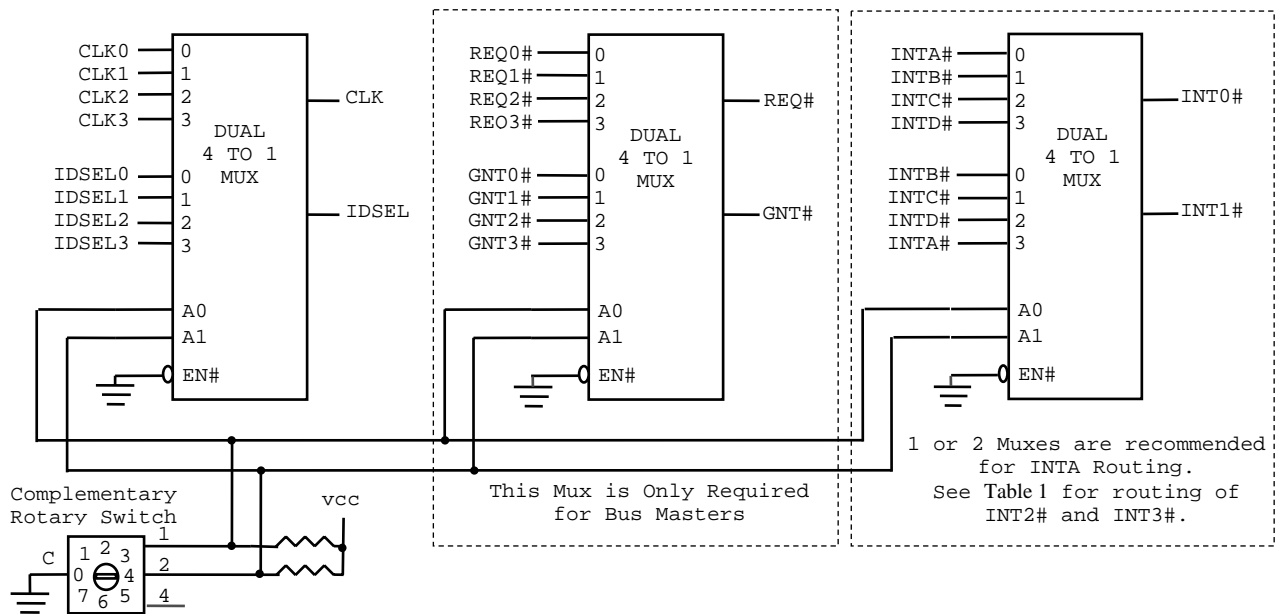 CLK0
CLK1
CLK2
CLK3
IDSEL0
IDSEL1
IDSEL2
IDSEL3
0
1
2
3
0
1
2
3
DUAL
4 TO 1
MUX
CLK
IDSEL
A0
A1
EN#
REQ0#
REQ1#
REQ2#
REO3#
GNT0#
GNT1#
GNT2#
GNT3#
0
1
2
3
0
1
2
3
DUAL
4 TO 1
MUX
REQ#
GNT#
A0
A1
EN#
This Mux is Only Required
for Bus Masters
INTA#
INTB#
INTC#
INTD#
INTB#
INTC#
INTD#
INTA#
0
1
2
3
0
1
2
3
DUAL
4 TO 1
MUX
INT0#
INT1#
A0
A1
EN#
1 or 2 Muxes are recommended
for INTA Routing.
See Table 1 for routing of
INT2# and INT3#.
Complementary
Rotary Switch
vcc
C
0
1
2
3
4
5
6
7
1
2
4